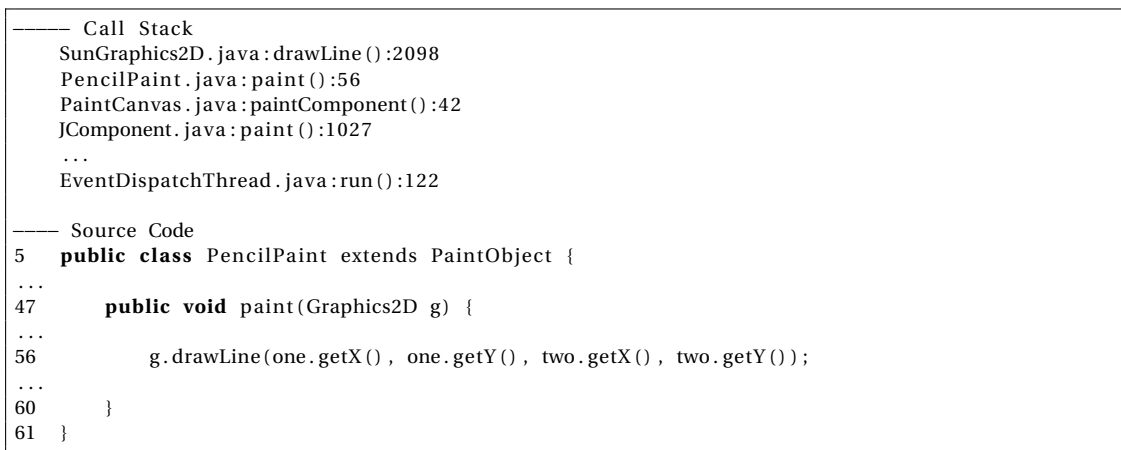 ----- Call Stack
SunGraphics2D.java:drawLine():2098
PencilPaint.java:paint():56
PaintCanvas.java:paintComponent():42
JComponent.java:paint():1027
...
EventDispatchThread.java:run():122
---- Source Code
5 public class PencilPaint extends PaintObject {
...
47 public void paint(Graphics2D g) {
...
56 g.drawLine(one.getX(), one.getY(), two.getX(), two.getY());
...
60 }
61 }